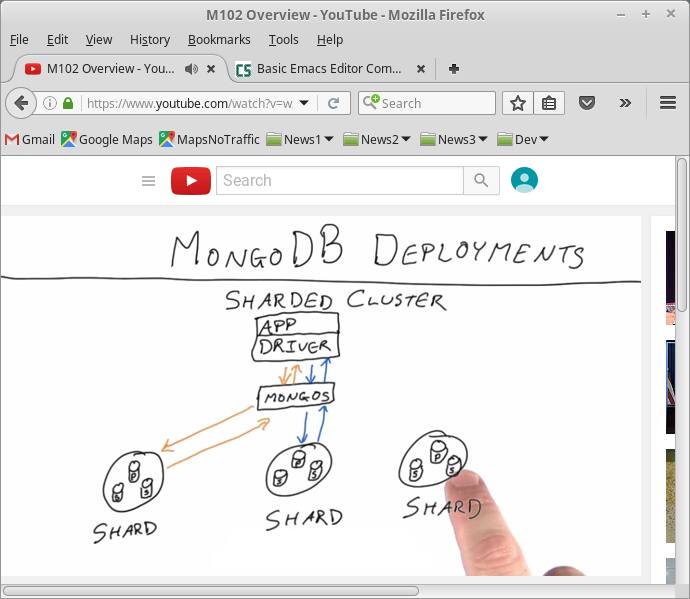 M102 Overview - YouTube - Mozilla Firefox
File Edit View History Bookmarks Tools Help
M102 Overview - You... Basic Emacs Editor Com...
https://www.youtube.com/watch?v=w Search
Gmail Google Maps MapsNoTraffic News1 News2 News3 Dev
Search
MONGODB DEPLOYMENTS
SHARDED CLUSTER
APP
DRIVER
MONGOS
P P P
S S S S S S
SHARD SHARD SHARD